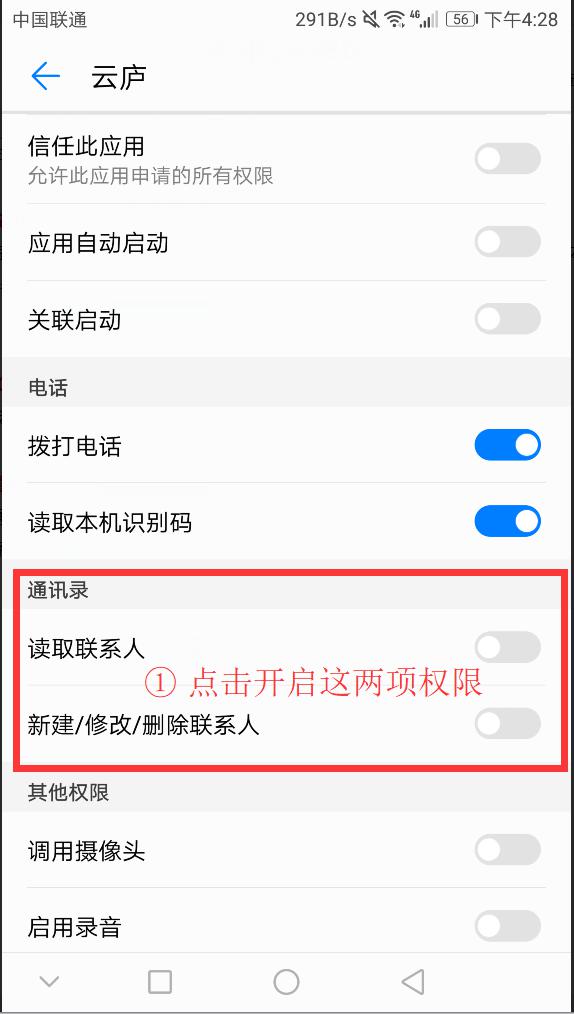 中国联通 291B/s 4G 56 下午4:28
云庐
信任此应用
允许此应用申请的所有权限
应用自动启动
关联启动
电话
拨打电话
读取本机识别码
通讯录
读取联系人
① 点击开启这两项权限
新建/修改/删除联系人
其他权限
调用摄像头
启用录音